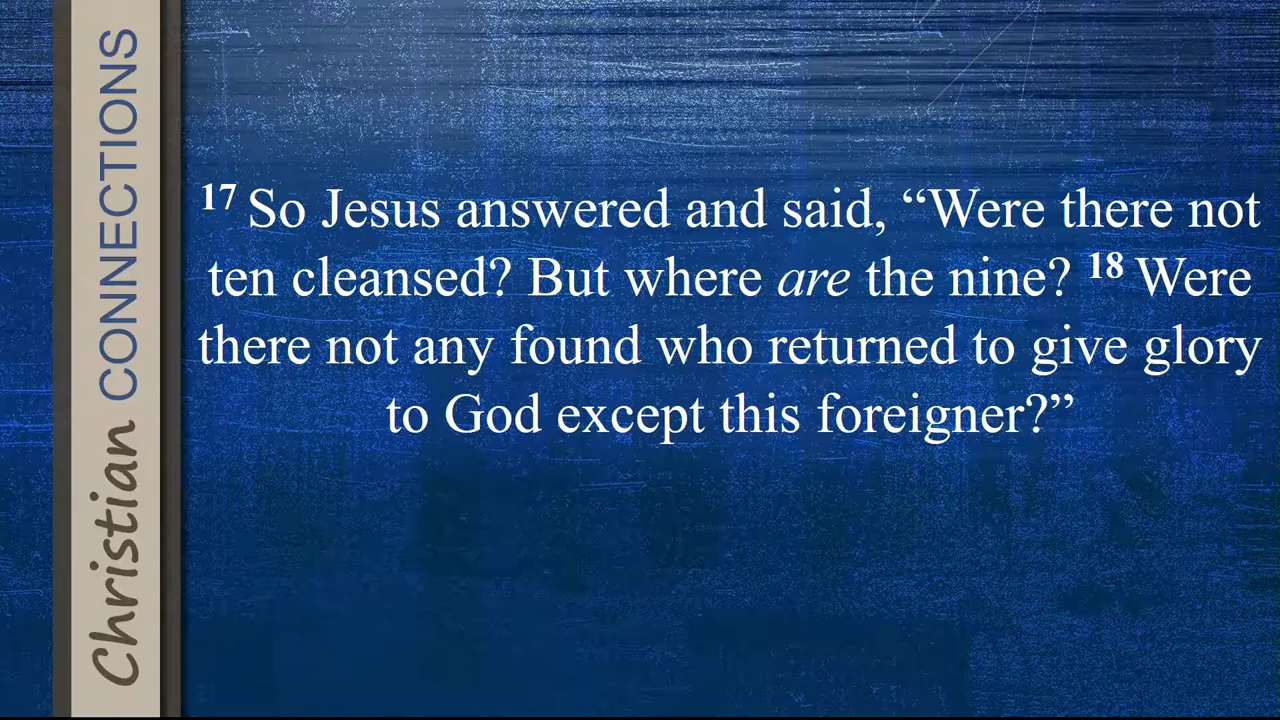 Christian CONNECTIONS
17 So Jesus answered and said, “Were there not
ten cleansed? But where are the nine? 18 Were
there not any found who returned to give glory
to God except this foreigner?”